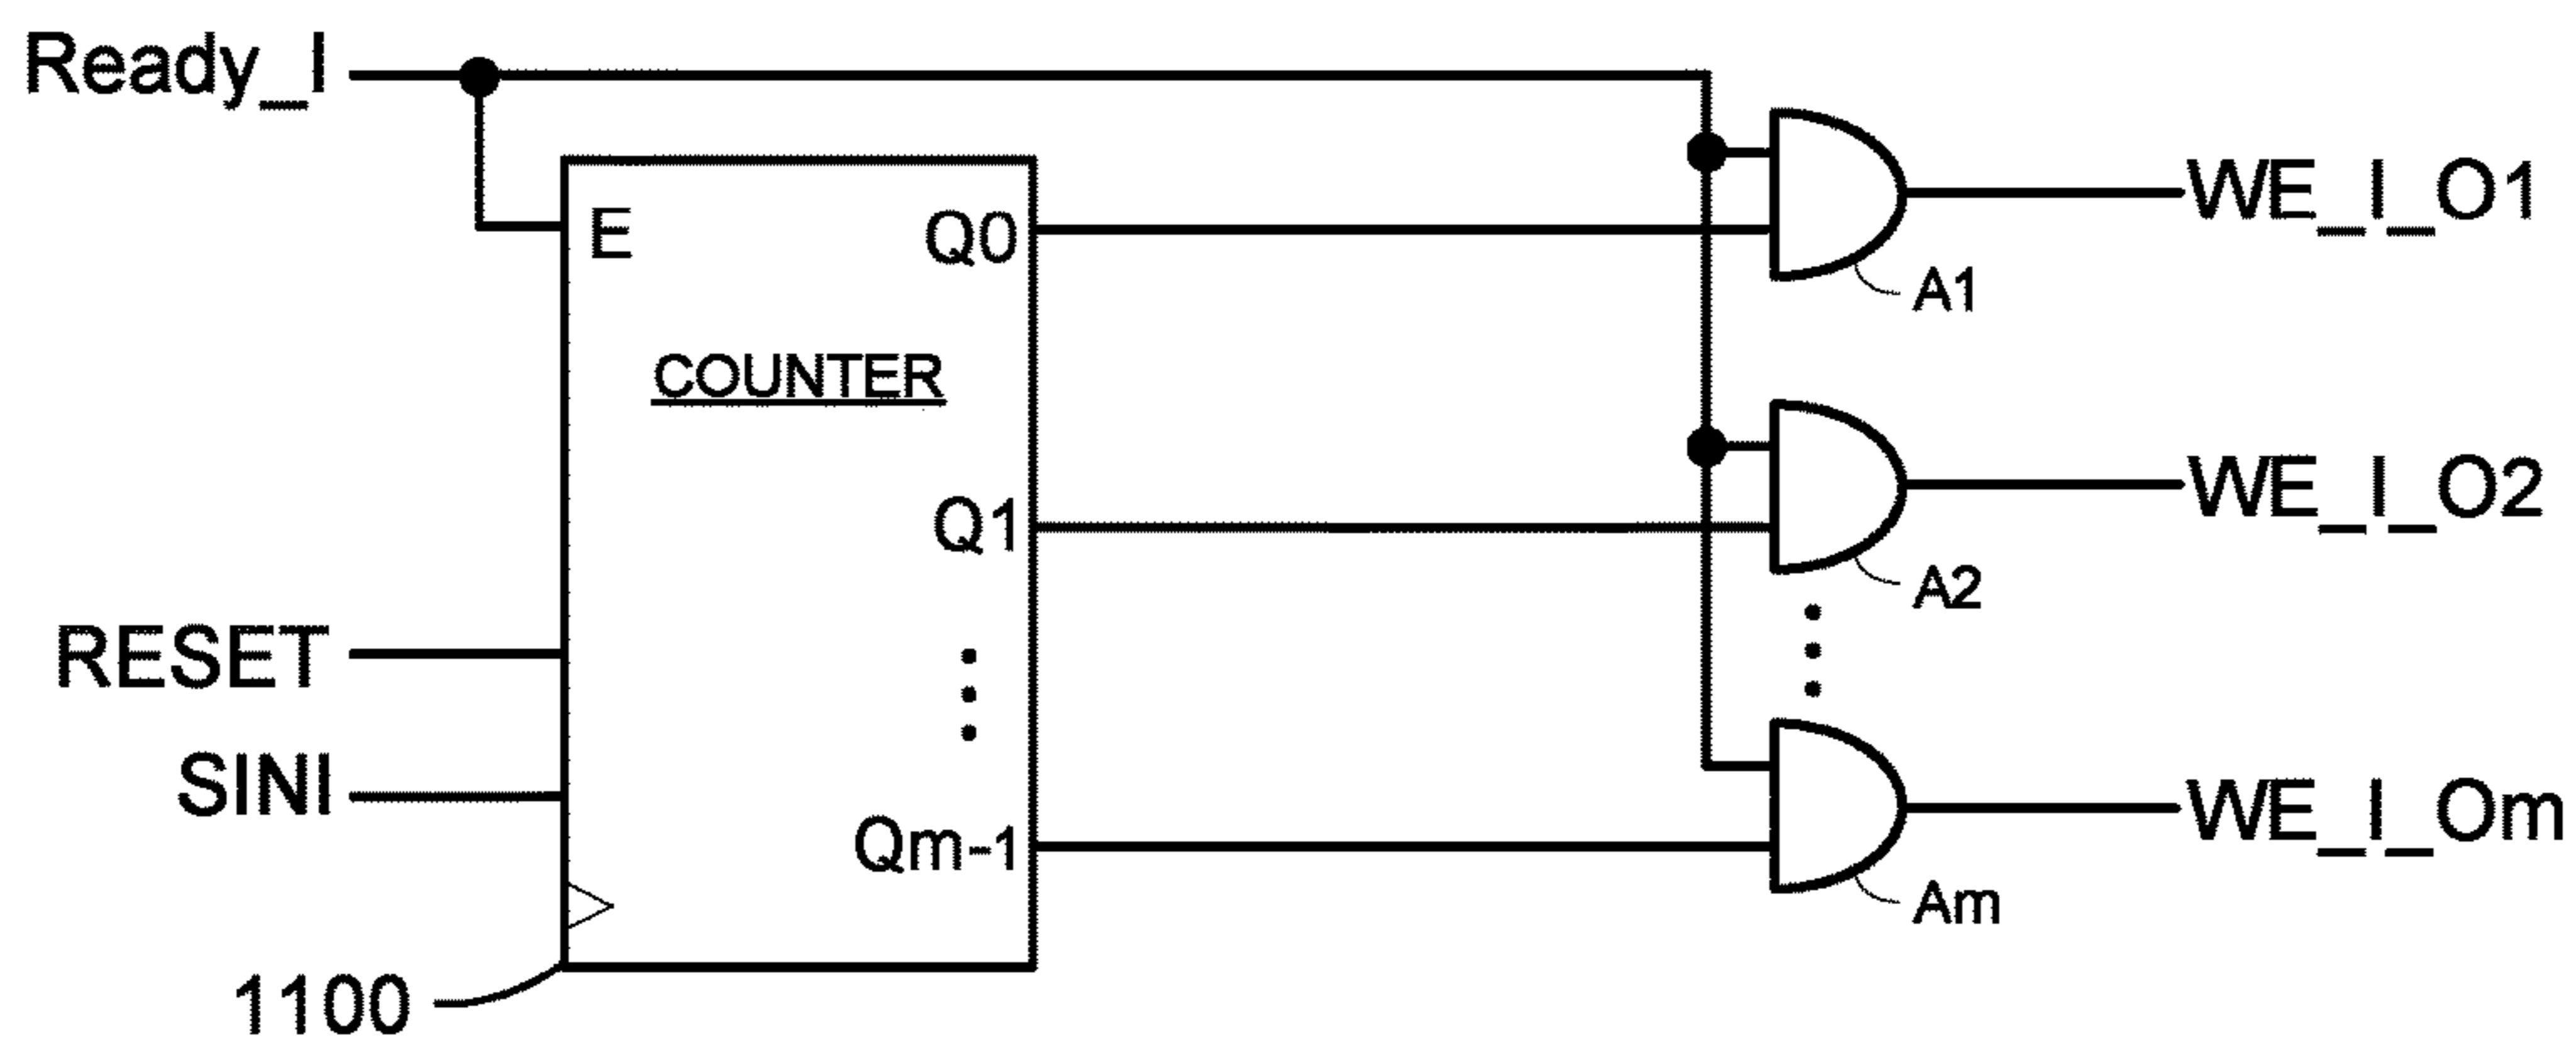 Ready_I
E
Q0
WE_I_O1
A1
COUNTER
Q1
WE_I_O2
A2
RESET
SINI
Qm-1
WE_I_Om
Am
1100